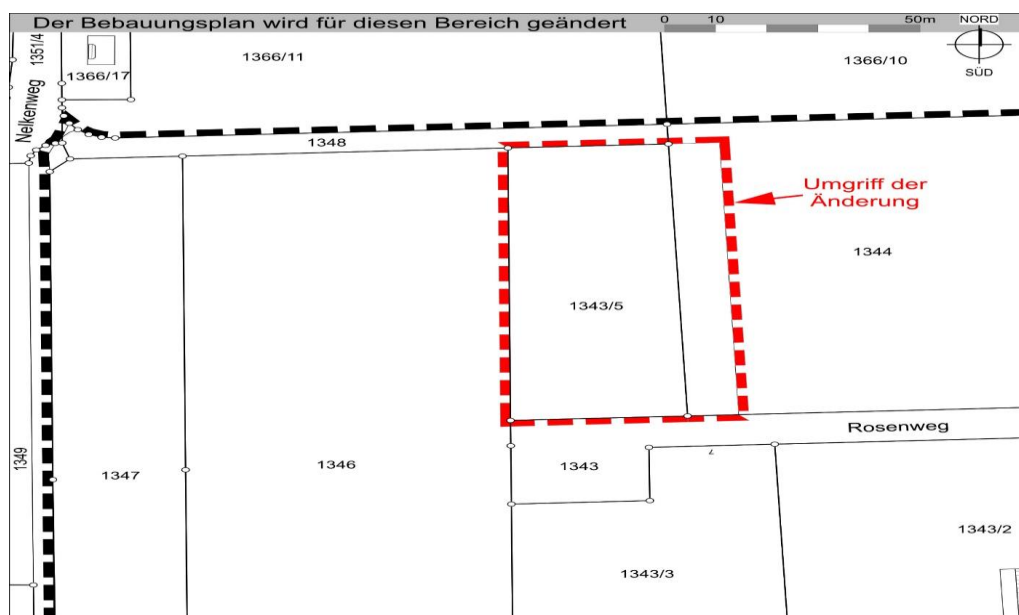 Der Bebauungsplan wird für diesen Bereich geändert
0 10 50m
NORD
SÜD
1351/4
1366/17
1366/11
1366/10
Nelkenweg
1348
Umgriff der
Änderung
1344
1343/5
Rosenweg
7
1349
1347
1346
1343
1343/2
1343/3